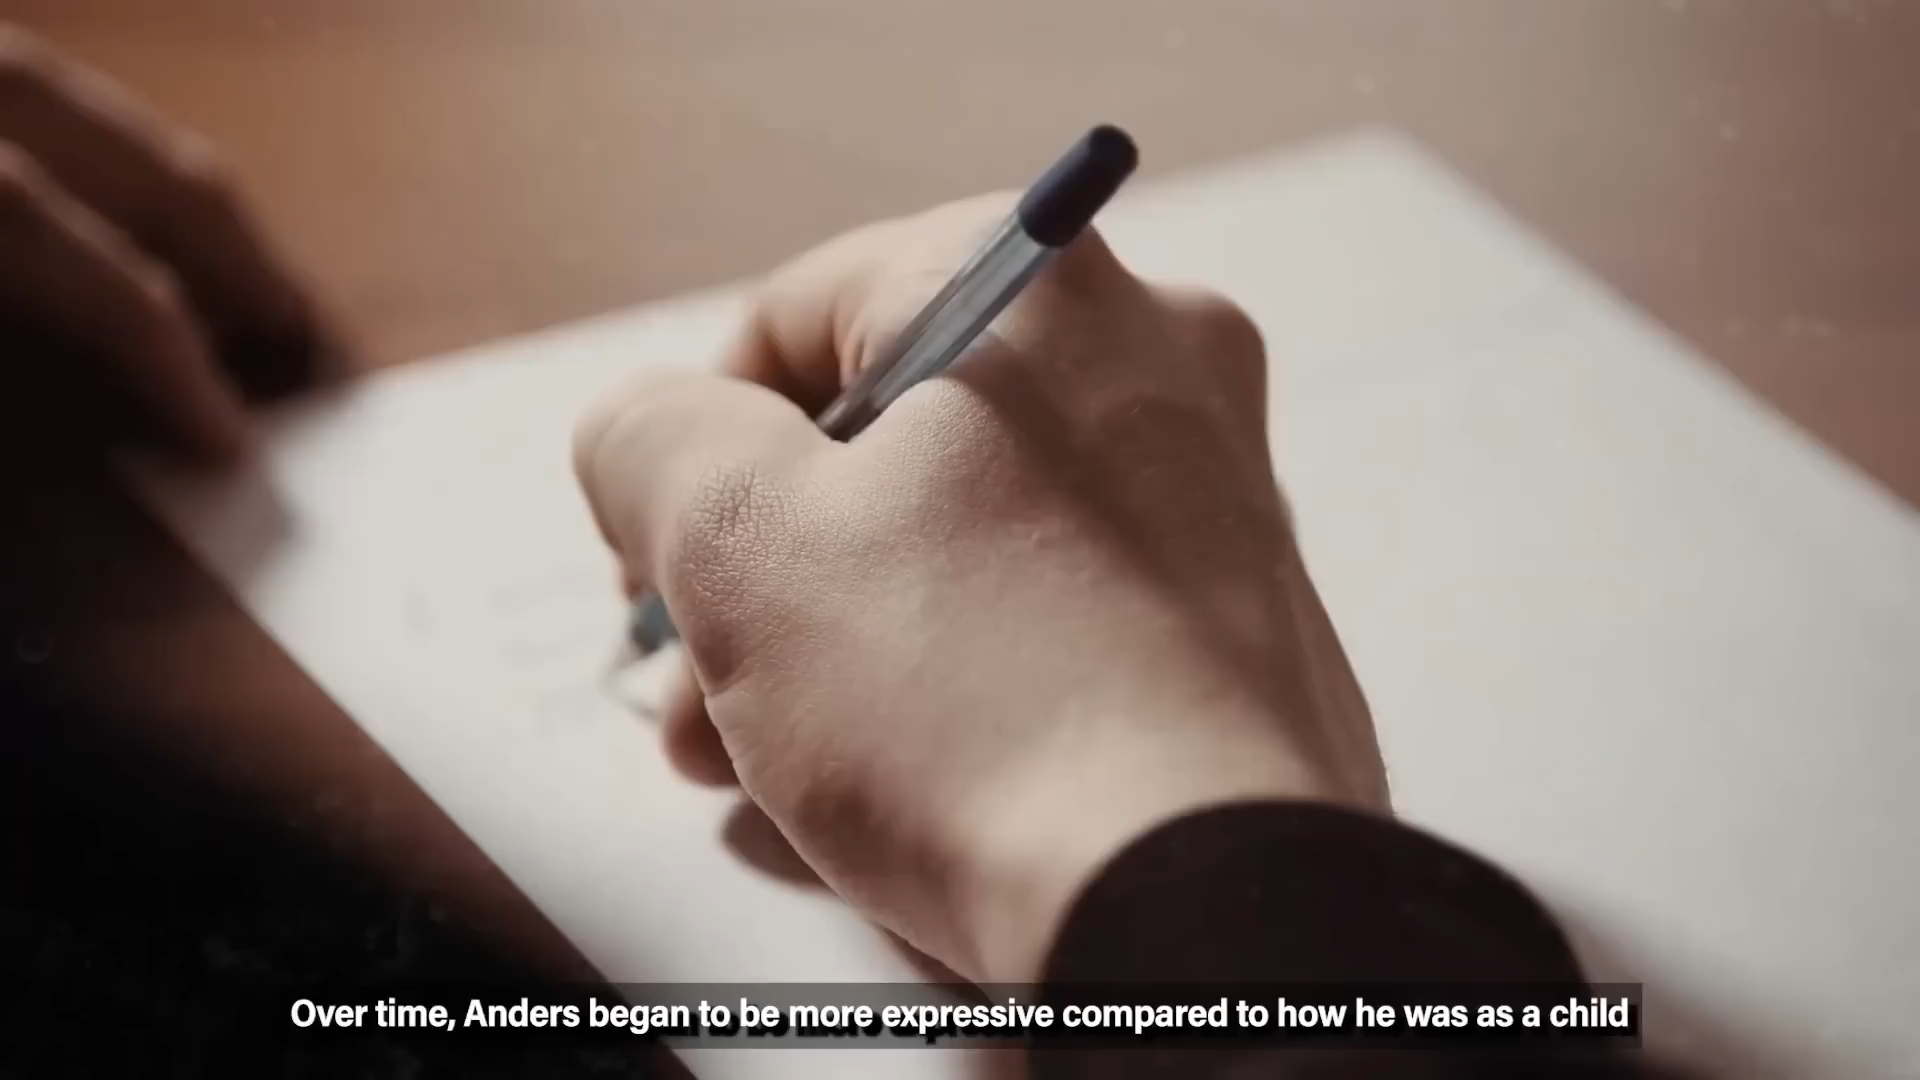 Over time, Anders began to be more expressive compared to how he was as a child